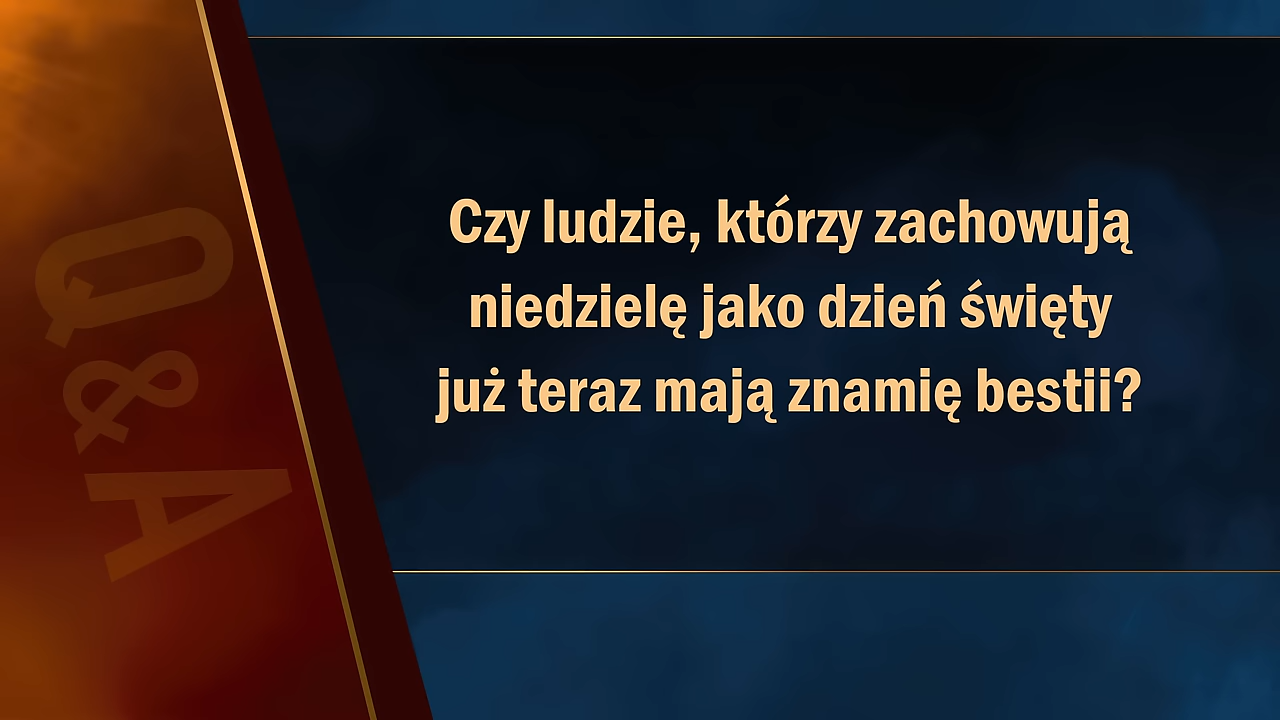 Q & A
Czy ludzie, którzy zachowują
niedzielę jako dzień święty
już teraz mają znamię bestii?